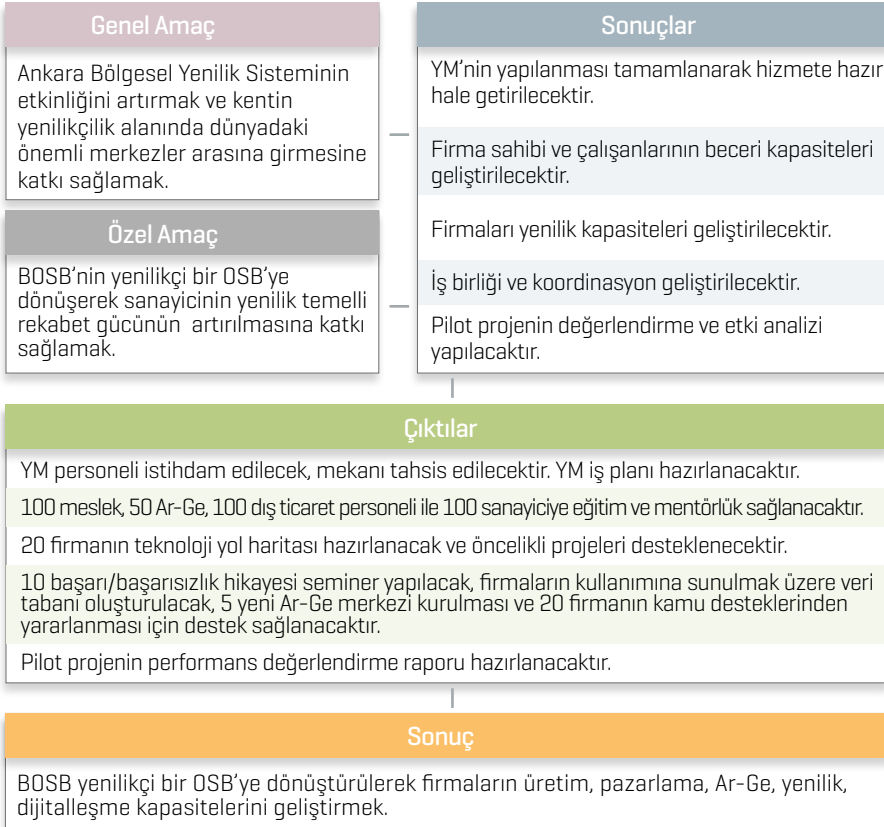 Genel Amaç
Ankara Bölgesel Yenilik Sisteminin
etkinliğini artırmak ve kentin
yenilikçilik alanında dünyadaki
önemli merkezler arasına girmesine
katkı sağlamak.
Özel Amaç
BOSB’nin yenilikçi bir OSB’ye
dönüşerek sanayicinin yenilik temelli
rekabet gücünün artırılmasına katkı
sağlamak.
Sonuçlar
YM’nin yapılanması tamamlanarak hizmete hazır
hale getirilecektir.
Firma sahibi ve çalışanlarının beceri kapasiteleri
geliştirilecektir.
Firmaları yenilik kapasiteleri geliştirilecektir.
İş birliği ve koordinasyon geliştirilecektir.
Pilot projenin değerlendirme ve etki analizi
yapılacaktır.
Çıktılar
YM personeli istihdam edilecek, mekanı tahsis edilecektir. YM iş planı hazırlanacaktır.
100 meslek, 50 Ar-Ge, 100 dış ticaret personeli ile 100 sanayiciye eğitim ve mentörlük sağlanacaktır.
20 firmanın teknoloji yol haritası hazırlanacak ve öncelikli projeleri desteklenecektir.
10 başarı/başarısızlık hikayesi seminer yapılacak, firmaların kullanımına sunulmak üzere veri
tabanı oluşturulacak, 5 yeni Ar-Ge merkezi kurulması ve 20 firmanın kamu desteklerinden
yararlanması için destek sağlanacaktır.
Pilot projenin performans değerlendirme raporu hazırlanacaktır.
Sonuç
BOSB yenilikçi bir OSB’ye dönüştürülerek firmaların üretim, pazarlama, Ar-Ge, yenilik,
dijitalleşme kapasitelerini geliştirmek.